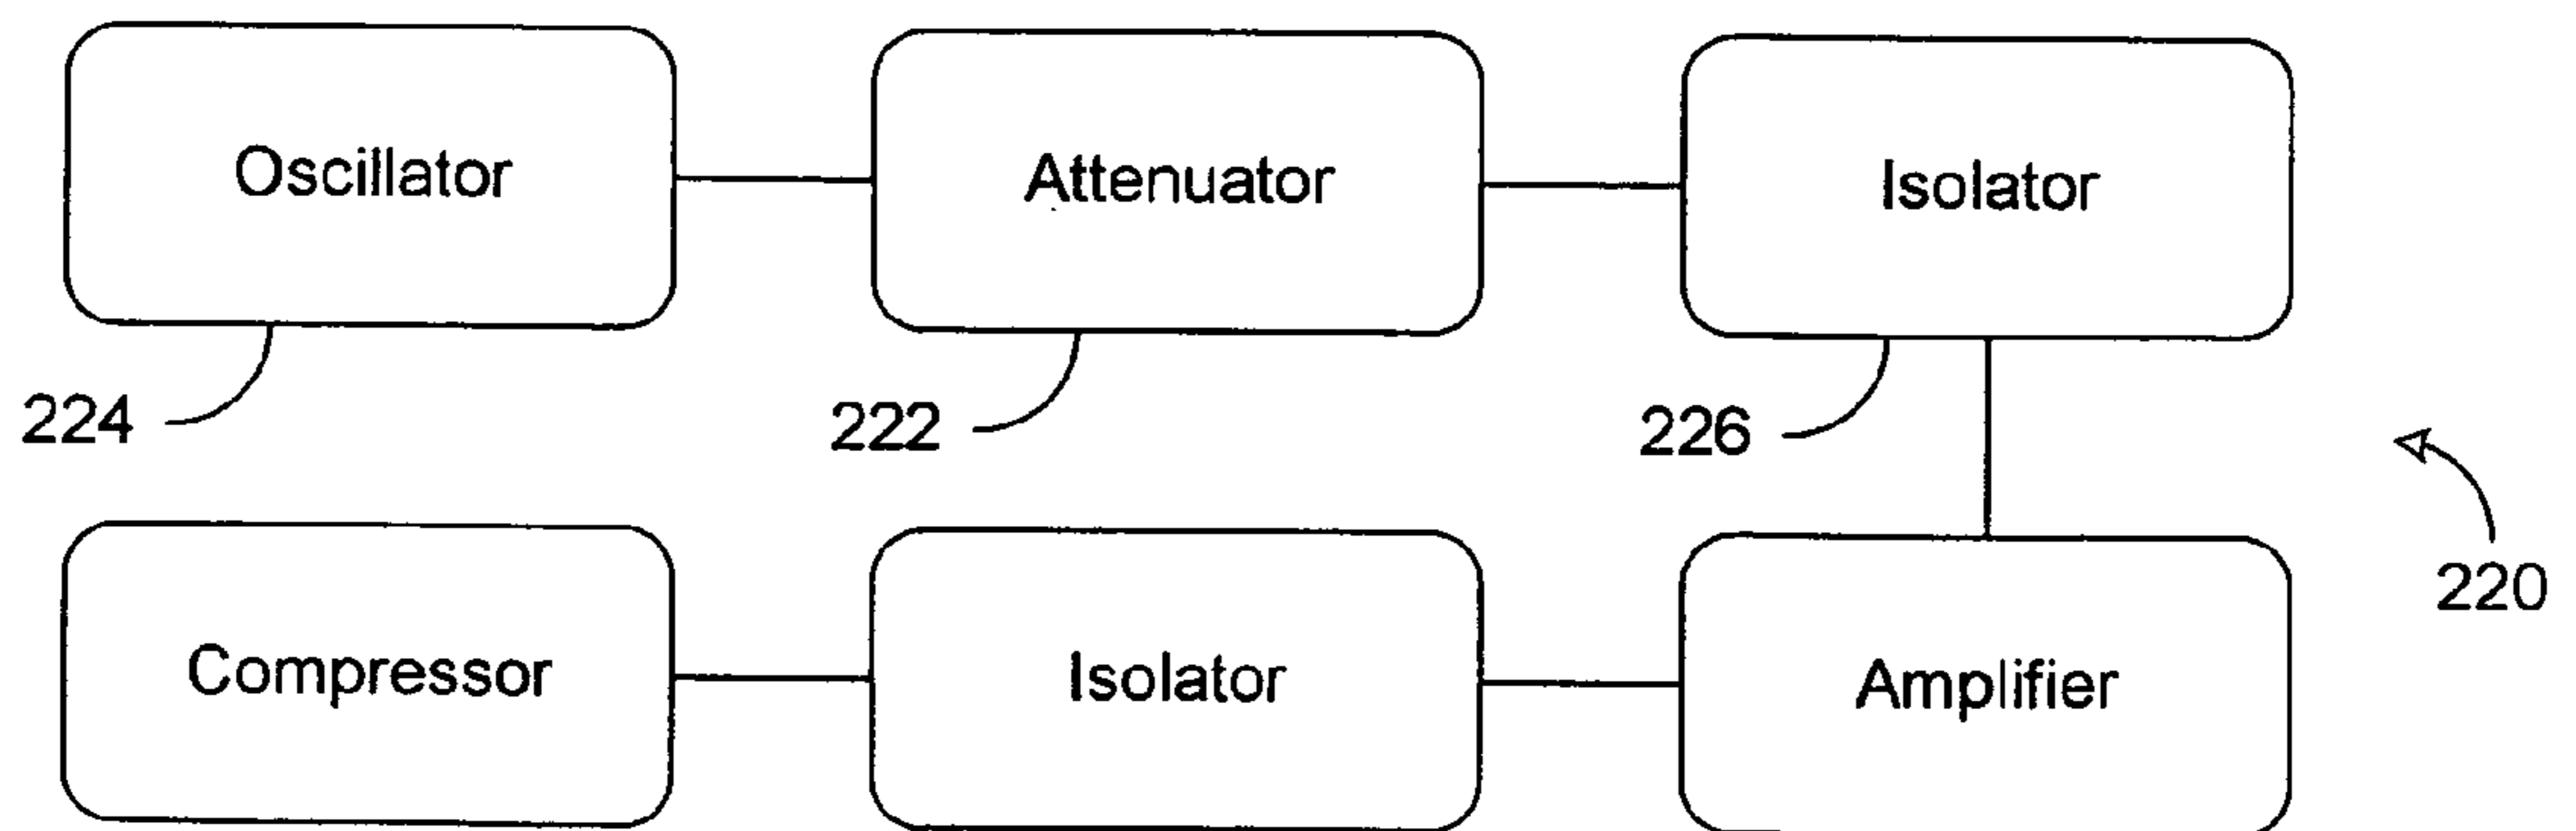 Oscillator Attenuator Isolator
224 222 226
220
Compressor Isolator Amplifier